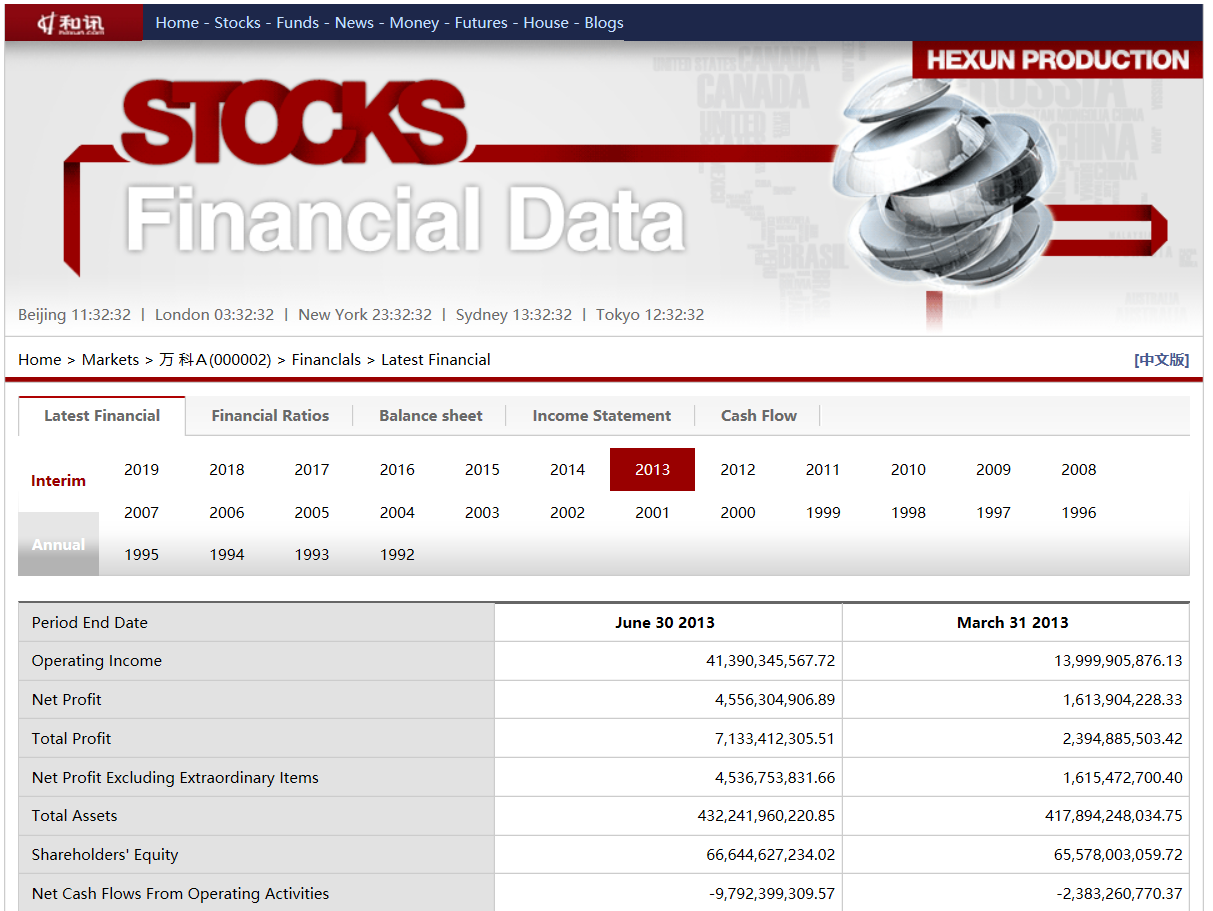 和讯 Home - Stocks - Funds - News - Money - Futures - House - Blogs
HEXUN PRODUCTION
STOCKS
Financial Data
Beijing 11:32:32 | London 03:32:32 | New York 23:32:32 | Sydney 13:32:32 | Tokyo 12:32:32
Home > Markets > 万 科A(000002) > Financlals > Latest Financial [中文版]
Latest Financial Financial Ratios Balance sheet Income Statement Cash Flow
Interim
2019 2018 2017 2016 2015 2014 2013 2012 2011 2010 2009 2008
2007 2006 2005 2004 2003 2002 2001 2000 1999 1998 1997 1996
Annual
1995 1994 1993 1992
Period End Date June 30 2013 March 31 2013
Operating Income 41,390,345,567.72 13,999,905,876.13
Net Profit 4,556,304,906.89 1,613,904,228.33
Total Profit 7,133,412,305.51 2,394,885,503.42
Net Profit Excluding Extraordinary Items 4,536,753,831.66 1,615,472,700.40
Total Assets 432,241,960,220.85 417,894,248,034.75
Shareholders' Equity 66,644,627,234.02 65,578,003,059.72
Net Cash Flows From Operating Activities -9,792,399,309.57 -2,383,260,770.37